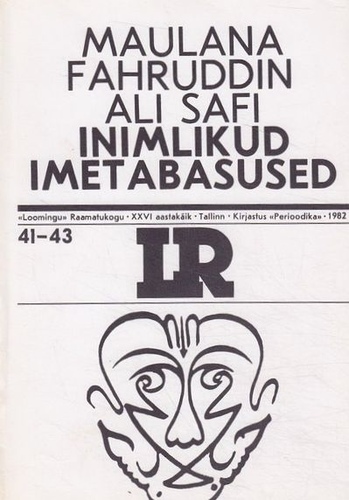 MAULANA
FAHRUDDIN
ALI SAFI
INIMLIKUD
IMETABASUSED
«Loomingu» Raamatukogu · XXVI aastakäik · Tallinn · Kirjastus «Perioodika» · 1982
41–43
LR